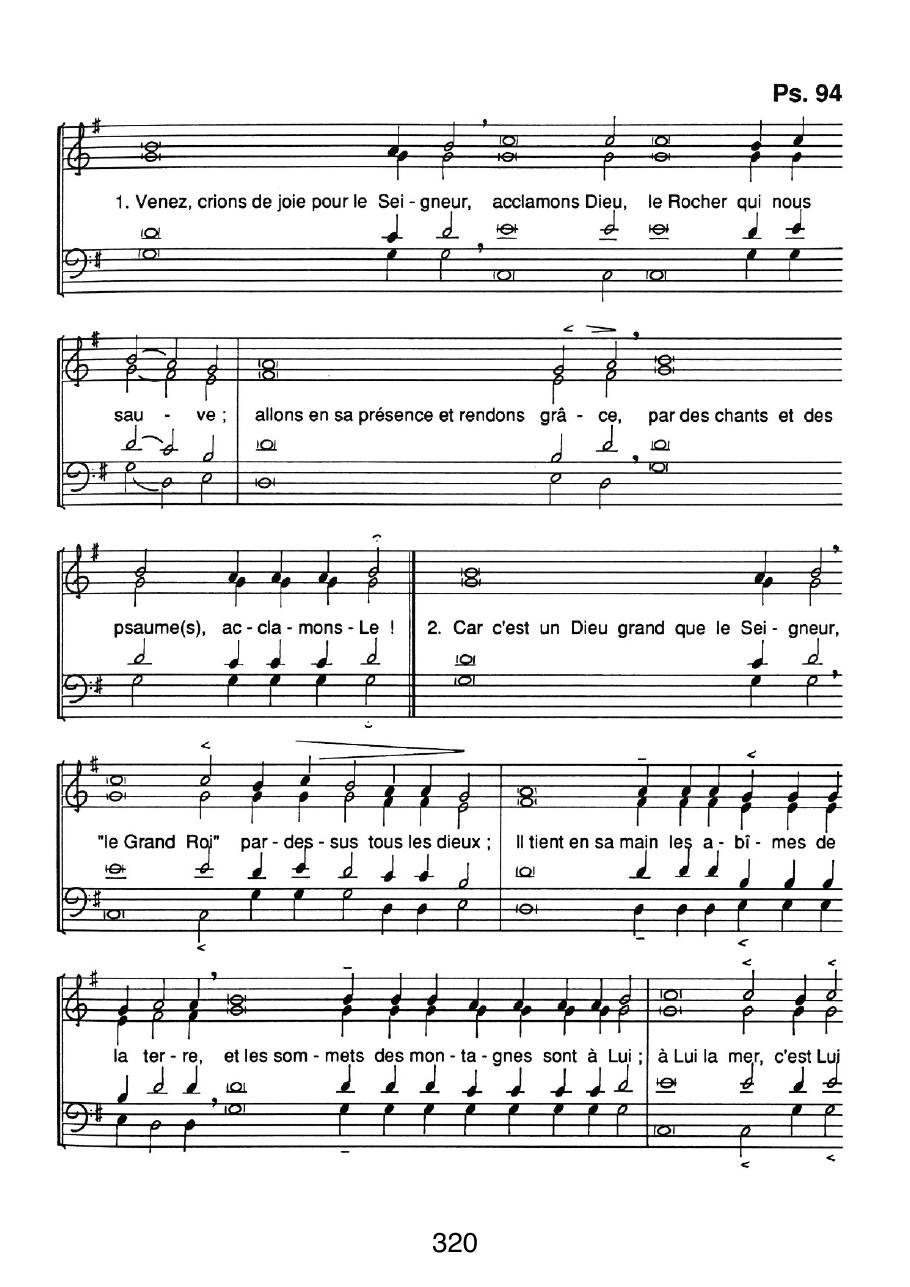 Ps. 94
1. Venez, crions de joie pour le Sei - gneur, acclamons Dieu, le Rocher qui nous
sau - ve ; allons en sa présence et rendons grâ - ce, par des chants et des
psaume(s), ac - cla - mons - Le ! 2. Car c'est un Dieu grand que le Sei - gneur,
"le Grand Roi" par - des - sus tous les dieux ; Il tient en sa main les a - bî - mes de
la ter - re, et les som - mets des mon - ta - gnes sont à Lui ; à Lui la mer, c'est Lui
320